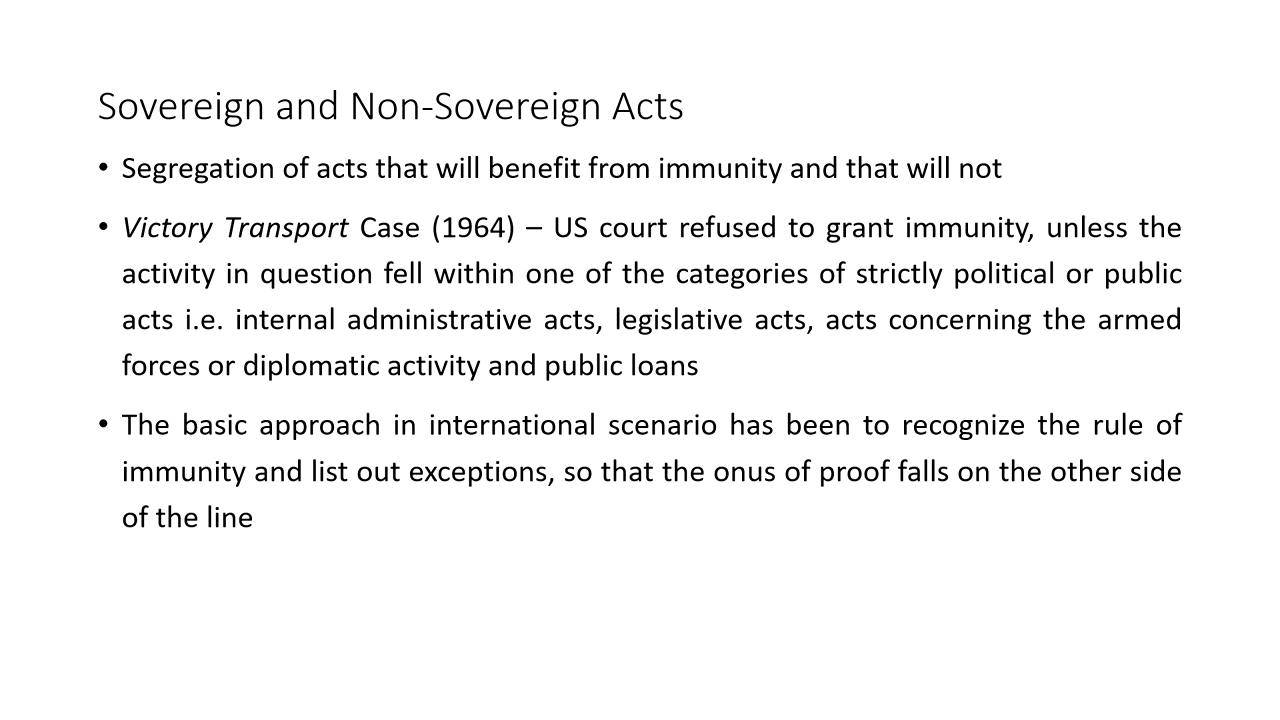 Sovereign and Non-Sovereign Acts
• Segregation of acts that will benefit from immunity and that will not
• Victory Transport Case (1964) – US court refused to grant immunity, unless the
activity in question fell within one of the categories of strictly political or public
acts i.e. internal administrative acts, legislative acts, acts concerning the armed
forces or diplomatic activity and public loans
• The basic approach in international scenario has been to recognize the rule of
immunity and list out exceptions, so that the onus of proof falls on the other side
of the line